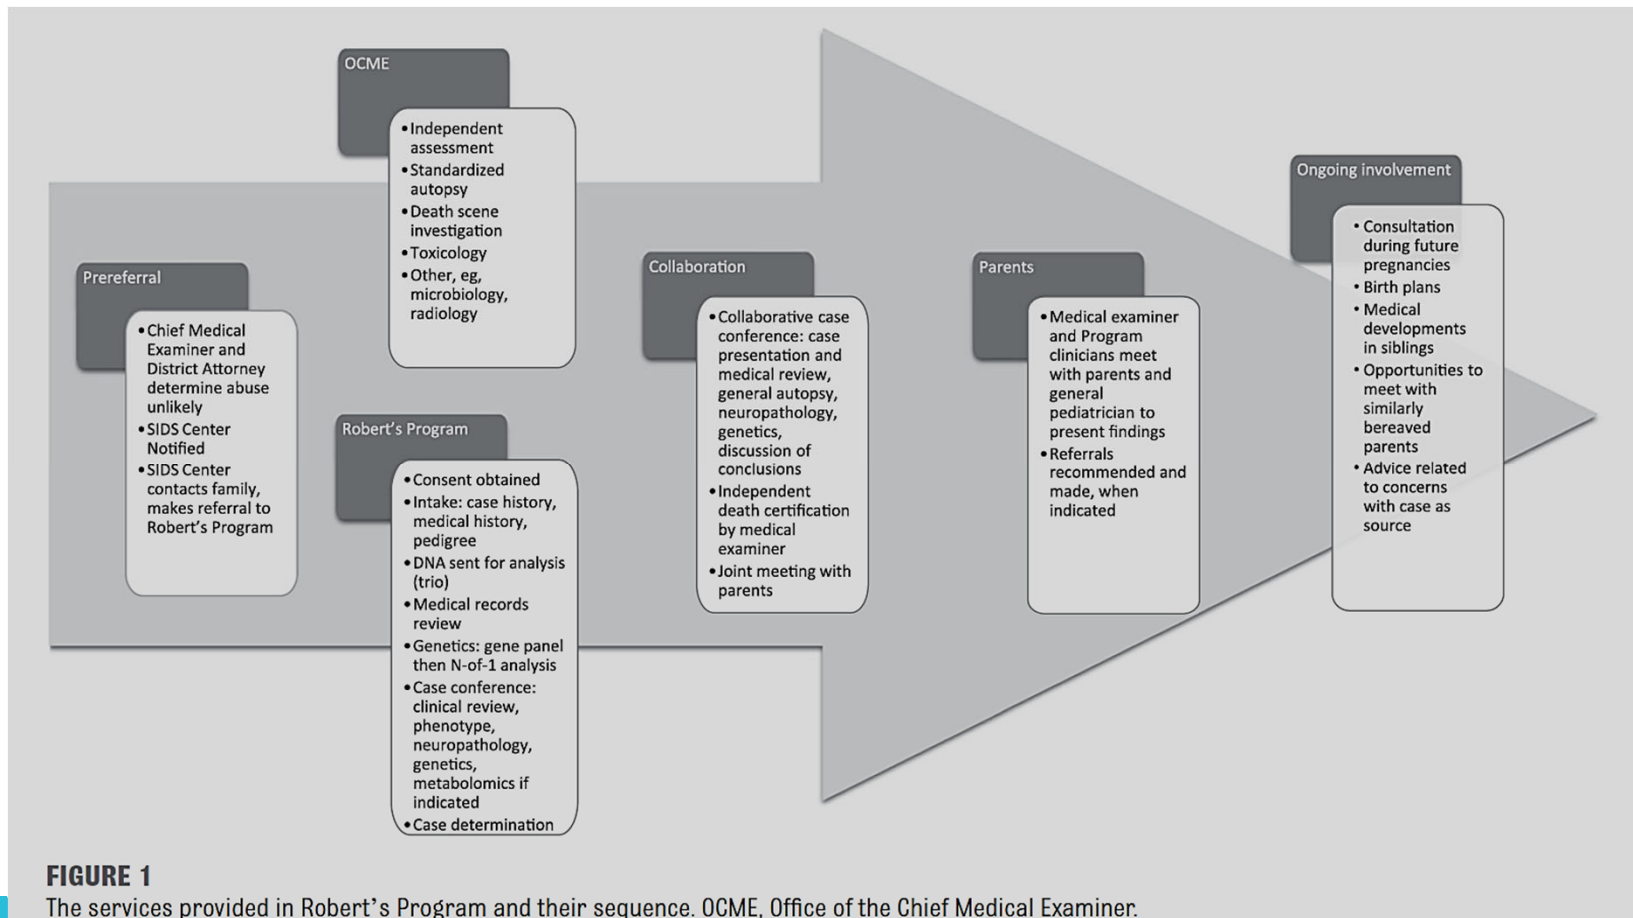 OCME
• Independent
assessment
• Standardized
autopsy
• Death scene
investigation
• Toxicology
• Other, eg,
microbiology,
radiology
Prereferral
• Chief Medical
Examiner and
District Attorney
determine abuse
unlikely
• SIDS Center
Notified
• SIDS Center
contacts family,
makes referral to
Robert's Program
Robert's Program
• Consent obtained
• Intake: case history,
medical history,
pedigree
• DNA sent for analysis
(trio)
• Medical records
review
• Genetics: gene panel
then N-of-1 analysis
• Case conference:
clinical review,
phenotype,
neuropathology,
genetics,
metabolomics if
indicated
• Case determination
Collaboration
• Collaborative case
conference: case
presentation and
medical review,
general autopsy,
neuropathology,
genetics,
discussion of
conclusions
• Independent
death certification
by medical
examiner
• Joint meeting with
parents
Parents
• Medical examiner
and Program
clinicians meet
with parents and
general
pediatrician to
present findings
• Referrals
recommended and
made, when
indicated
Ongoing involvement
• Consultation
during future
pregnancies
• Birth plans
• Medical
developments
in siblings
• Opportunities to
meet with
similarly
bereaved
parents
• Advice related
to concerns
with case as
source
FIGURE 1
The services provided in Robert's Program and their sequence. OCME, Office of the Chief Medical Examiner.